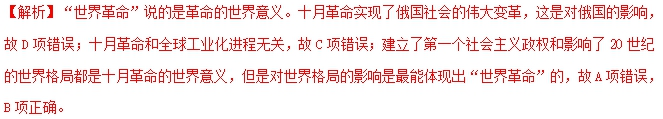 【解析】“世界革命”说的是革命的世界意义。十月革命实现了俄国社会的伟大变革，这是对俄国的影响，
故 D 项错误；十月革命和全球工业化进程无关，故 C 项错误；建立了第一个社会主义政权和影响了 20 世纪
的世界格局都是十月革命的世界意义，但是对世界格局的影响是最能体现出“世界革命”的，故 A 项错误，
B 项正确。